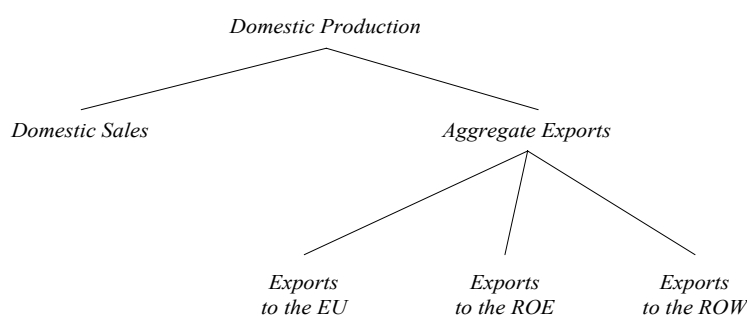 Domestic Production
Domestic Sales
Aggregate Exports
Exports
to the EU
Exports
to the ROE
Exports
to the ROW